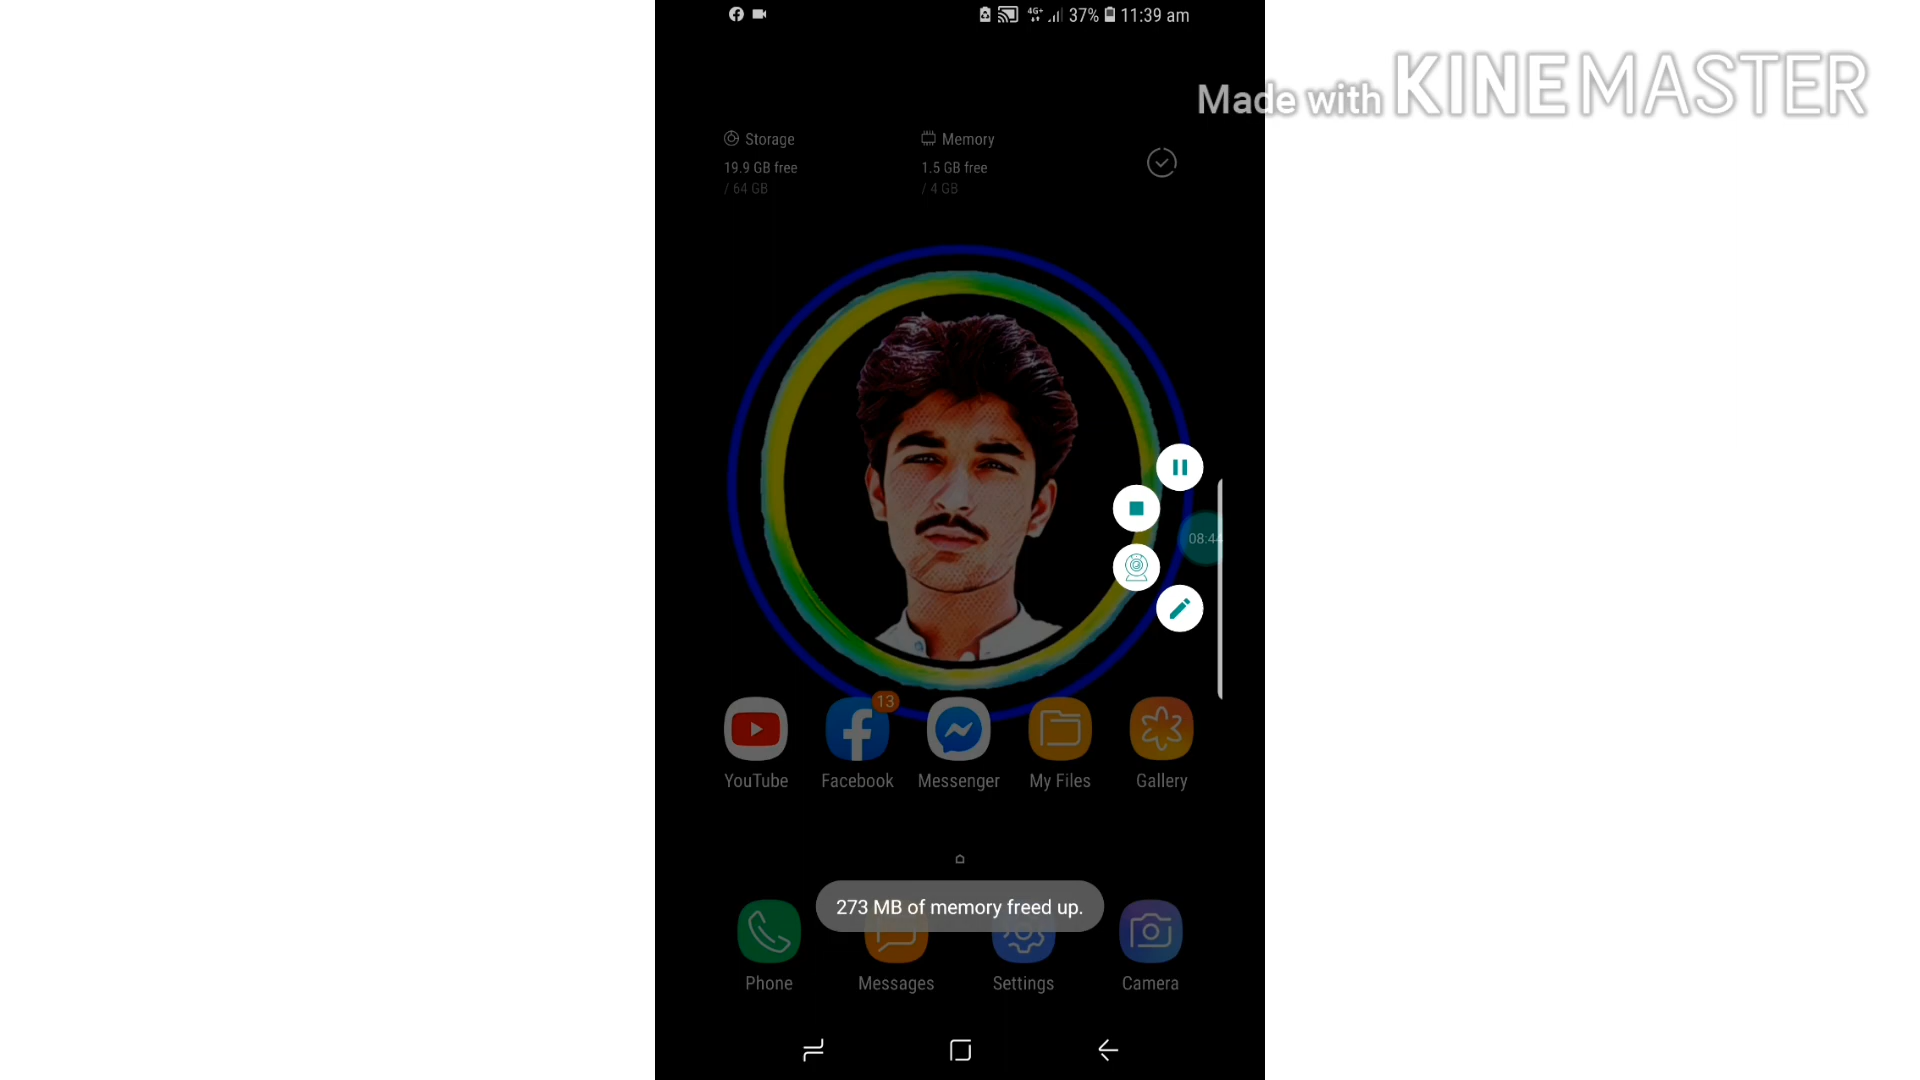 37% 11:39 am
Made with KINEMASTER
Storage
19.9 GB free
/ 64 GB
Memory
1.5 GB free
/ 4 GB
08:44
13
YouTube
Facebook
Messenger
My Files
Gallery
273 MB of memory freed up.
Phone
Messages
Settings
Camera